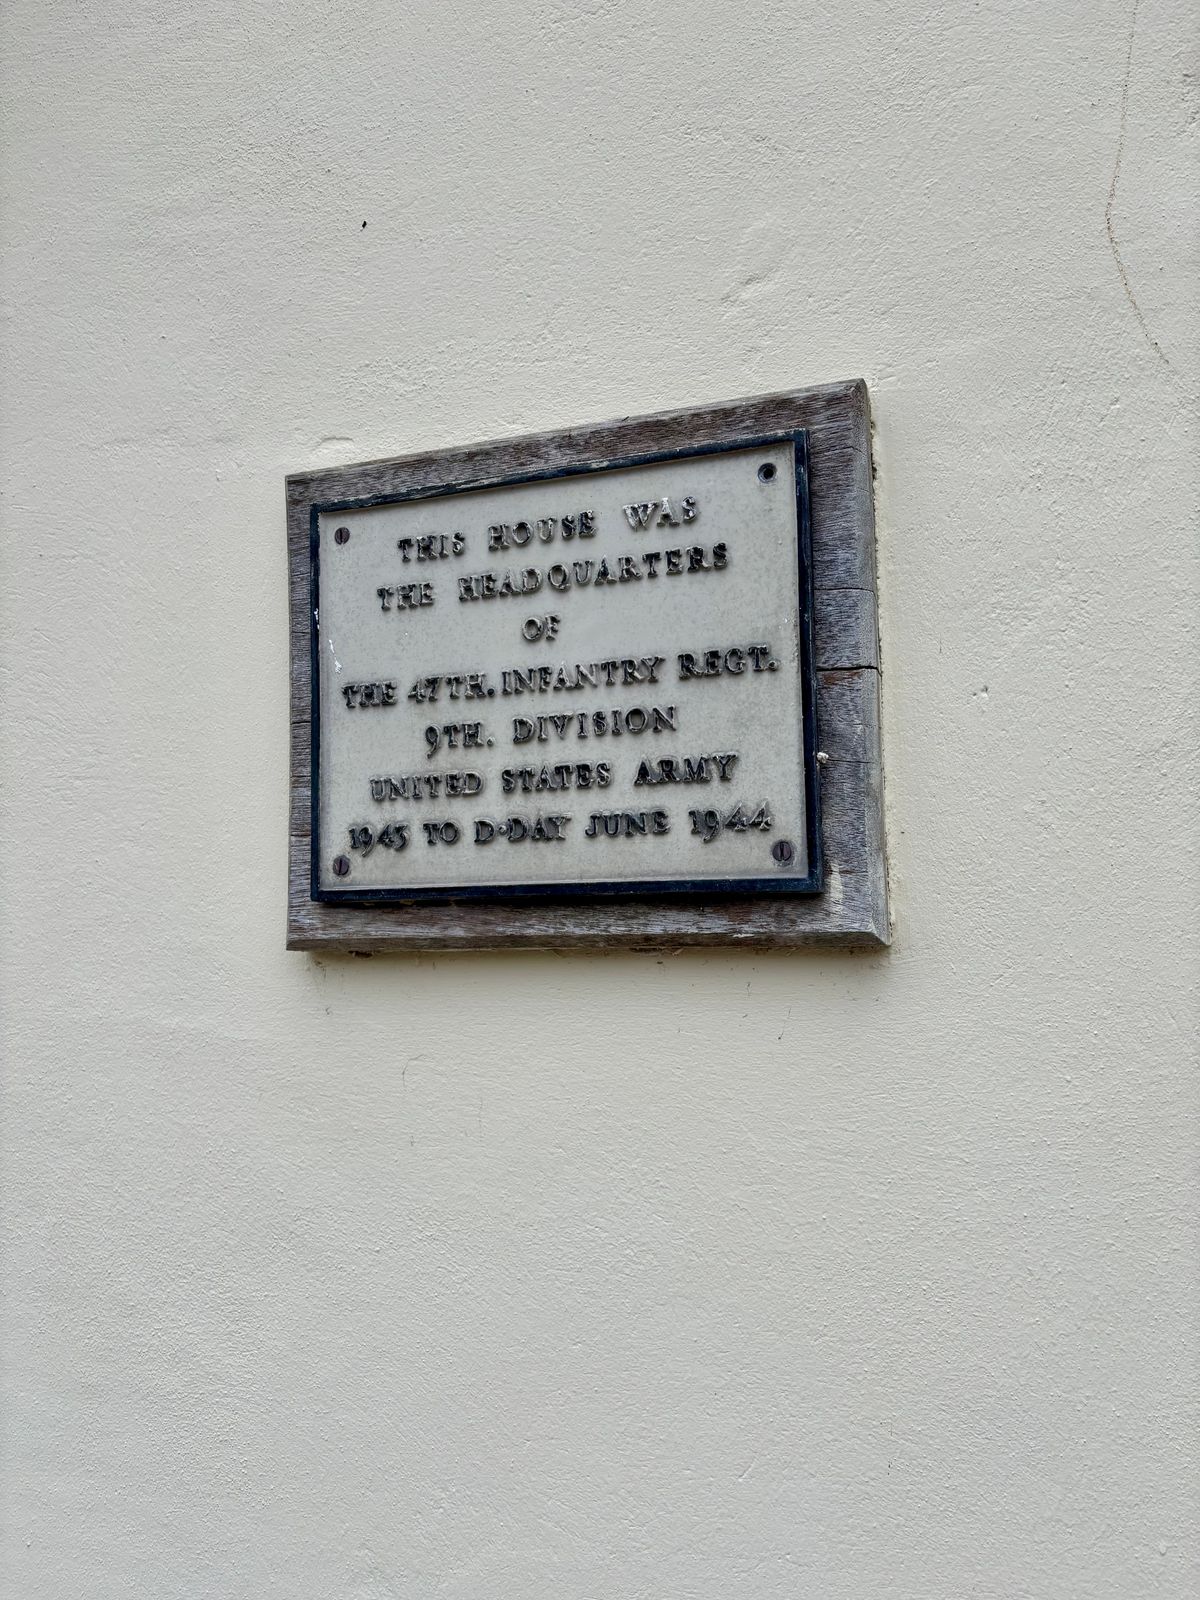 THIS HOUSE WAS
THE HEADQUARTERS
OF
THE 47TH. INFANTRY REGT.
9TH. DIVISION
UNITED STATES ARMY
1943 TO D-DAY JUNE 1944